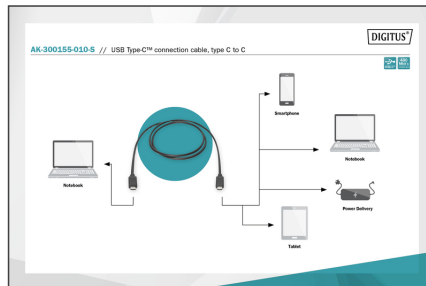 DIGITUS®
AK-300155-010-S // USB Type-C™ connection cable, type C to C
Smartphone
Notebook
Notebook
Power Delivery
Tablet